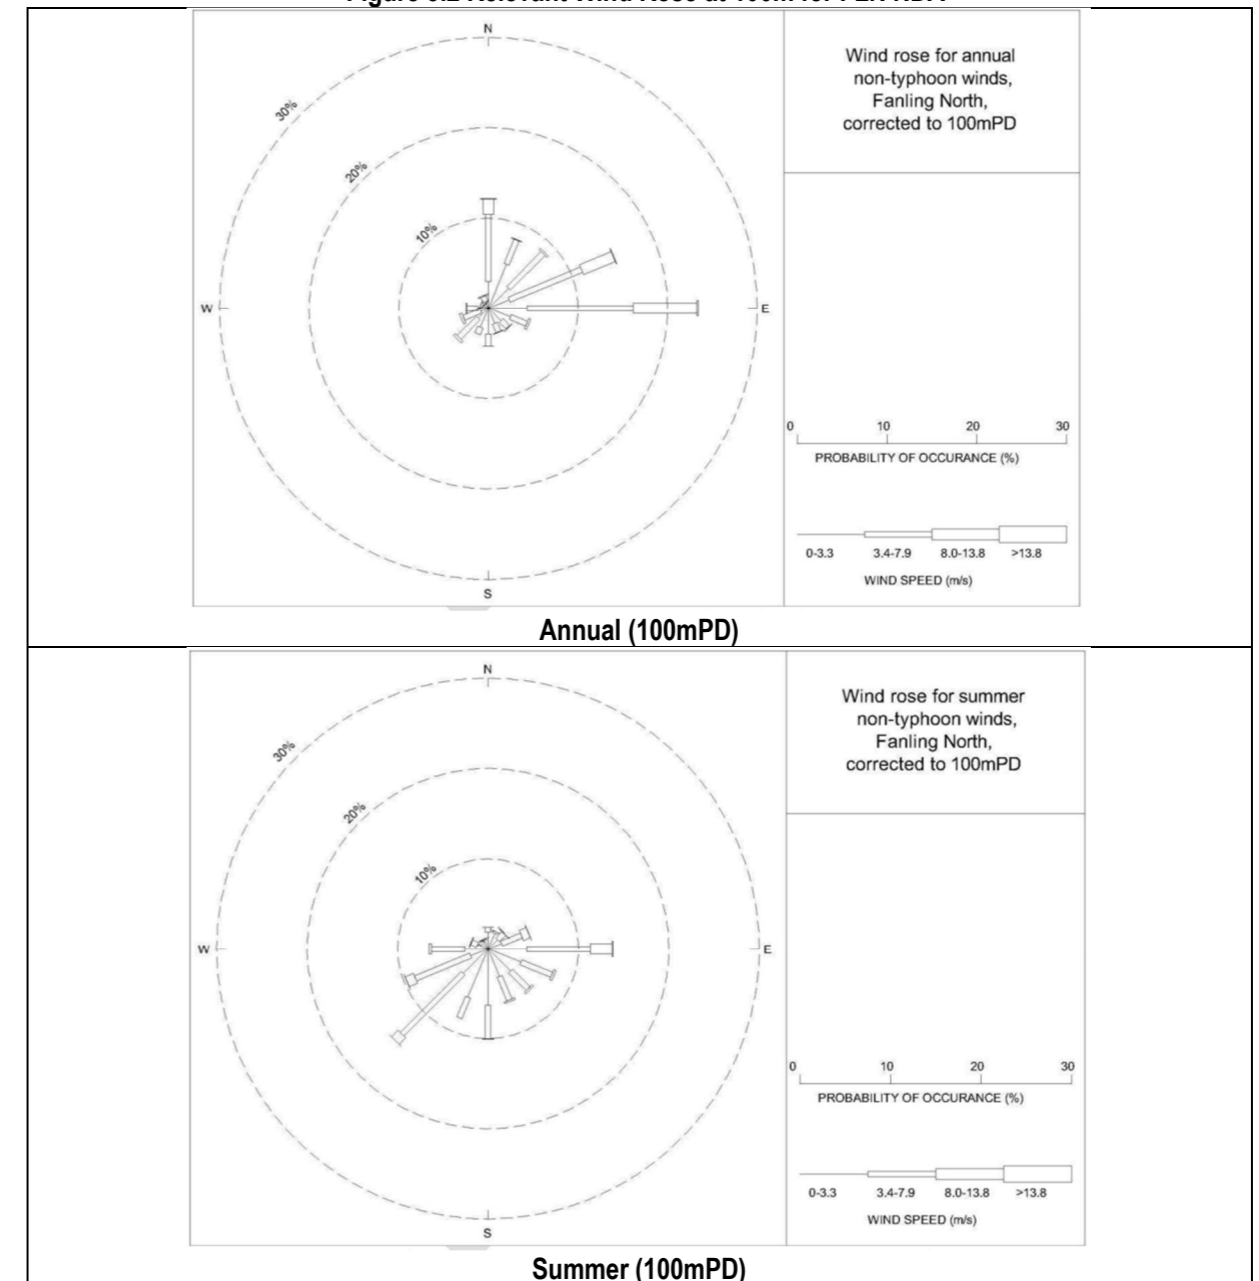 N
30%
20%
10%
W
E
S
Wind rose for annual
non-typhoon winds,
Fanling North,
corrected to 100mPD
0 10 20 30
PROBABILITY OF OCCURANCE (%)
0-3.3 3.4-7.9 8.0-13.8 >13.8
WIND SPEED (m/s)
Annual (100mPD)
N
30%
20%
10%
W
E
S
Wind rose for summer
non-typhoon winds,
Fanling North,
corrected to 100mPD
0 10 20 30
PROBABILITY OF OCCURANCE (%)
0-3.3 3.4-7.9 8.0-13.8 >13.8
WIND SPEED (m/s)
Summer (100mPD)